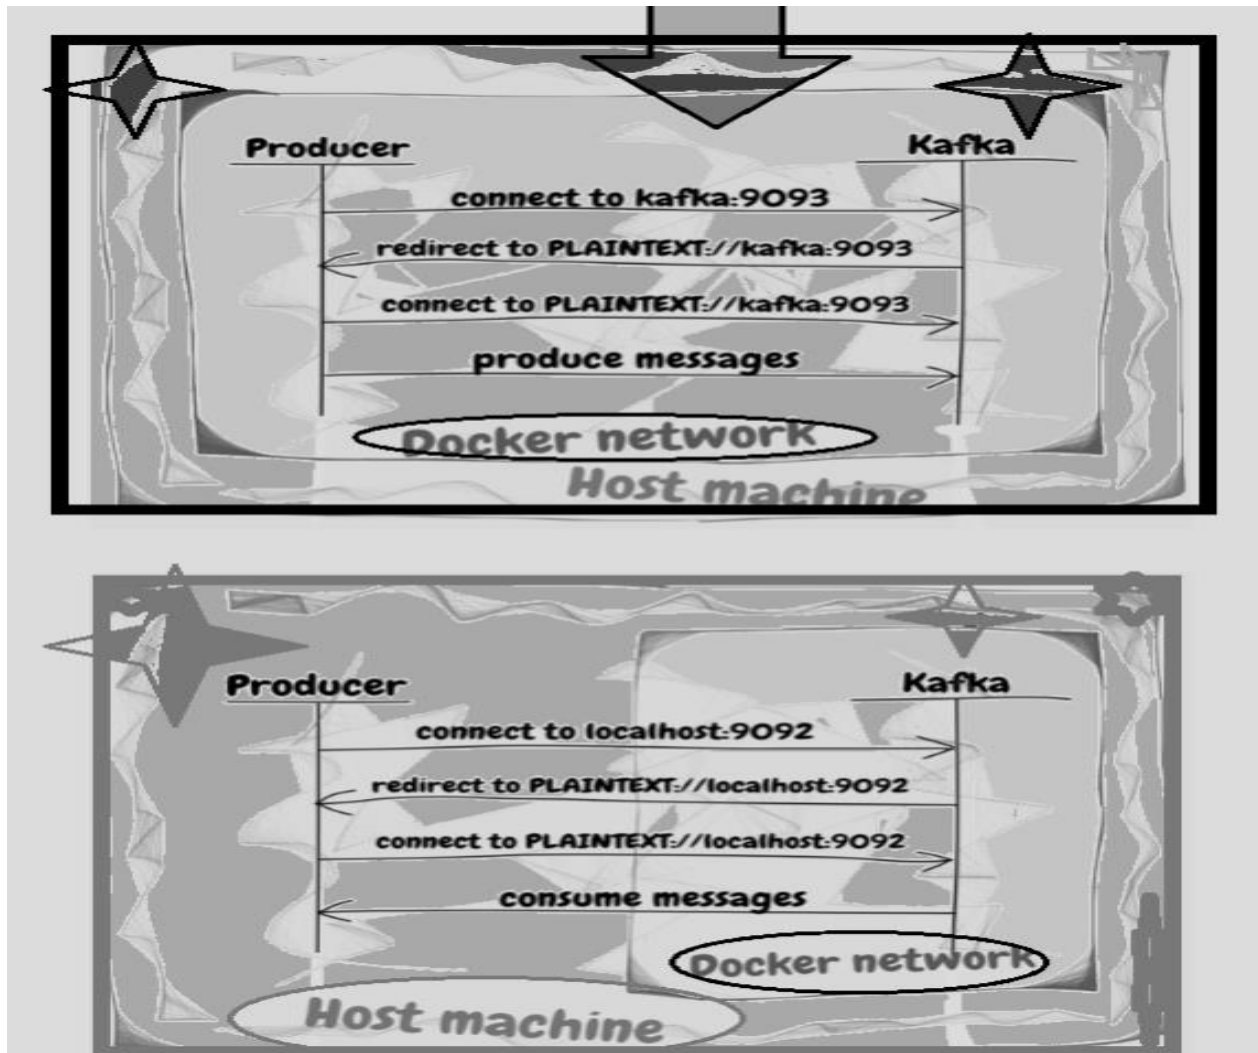 Producer
Kafka
connect to kafka:9093
redirect to PLAINTEXT://kafka:9093
connect to PLAINTEXT://kafka:9093
produce messages
Docker network
Host machine
Producer
Kafka
connect to localhost:9092
redirect to PLAINTEXT://localhost:9092
connect to PLAINTEXT://localhost:9092
consume messages
Docker network
Host machine